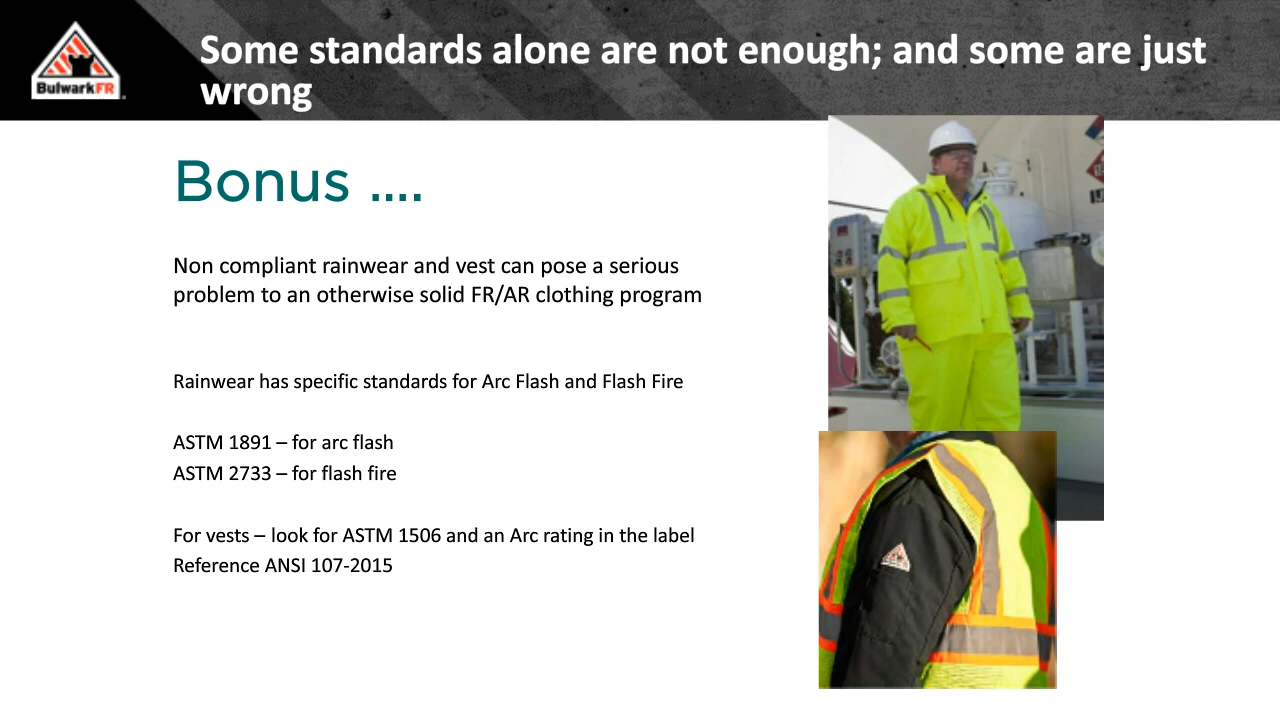 BulwarkFR
Some standards alone are not enough; and some are just
wrong
Bonus ....
Non compliant rainwear and vest can pose a serious
problem to an otherwise solid FR/AR clothing program
Rainwear has specific standards for Arc Flash and Flash Fire
ASTM 1891 – for arc flash
ASTM 2733 – for flash fire
For vests – look for ASTM 1506 and an Arc rating in the label
Reference ANSI 107-2015